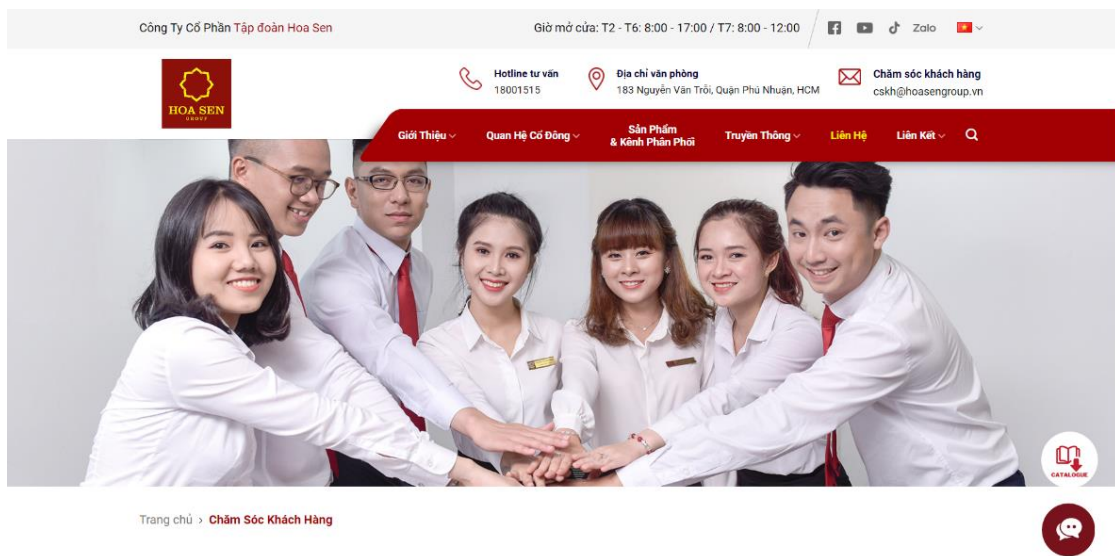 Công Ty Cổ Phần Tập đoàn Hoa Sen
Giờ mở cửa: T2 - T6: 8:00 - 17:00 / T7: 8:00 - 12:00
Zalo
HOA SEN
GROUP
Hotline tư vấn
18001515
Địa chỉ văn phòng
183 Nguyễn Văn Trỗi, Quận Phú Nhuận, HCM
Chăm sóc khách hàng
cskh@hoasengroup.vn
Giới Thiệu
Quan Hệ Cổ Đông
Sản Phẩm
& Kênh Phân Phối
Truyền Thông
Liên Hệ
Liên Kết
CATALOGUE
Trang chủ › Chăm Sóc Khách Hàng